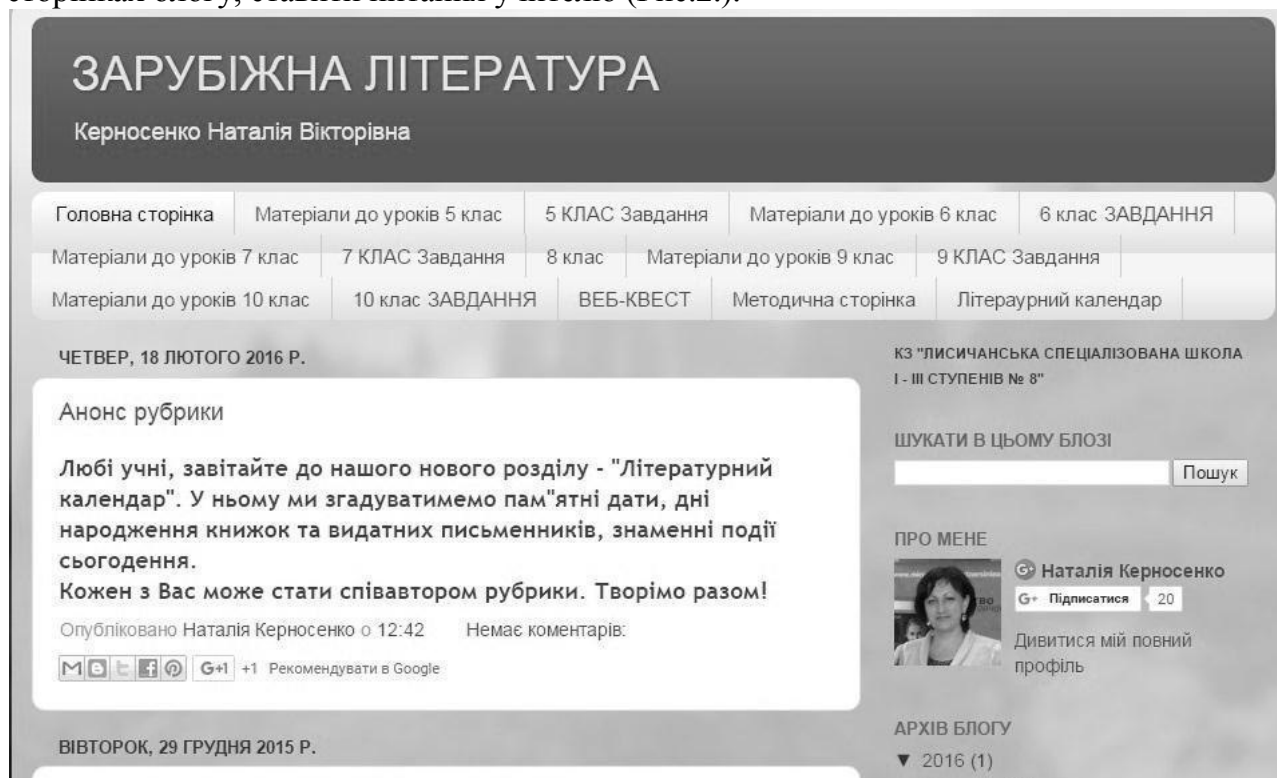 ЗАРУБІЖНА ЛІТЕРАТУРА
Керносенко Наталія Вікторівна
Головна сторінка Матеріали до уроків 5 клас 5 КЛАС Завдання Матеріали до уроків 6 клас 6 клас ЗАВДАННЯ
Матеріали до уроків 7 клас 7 КЛАС Завдання 8 клас Матеріали до уроків 9 клас 9 КЛАС Завдання
Матеріали до уроків 10 клас 10 клас ЗАВДАННЯ ВЕБ-КВЕСТ Методична сторінка Літераурний календар
ЧЕТВЕР, 18 ЛЮТОГО 2016 Р.
Анонс рубрики
Любі учні, завітайте до нашого нового розділу - "Літературний
календар". У ньому ми згадуватимемо пам"ятні дати, дні
народження книжок та видатних письменників, знаменні події
сьогодення.
Кожен з Вас може стати співавтором рубрики. Творімо разом!
Опубліковано Наталія Керносенко о 12:42 Немає коментарів:
G+1 +1 Рекомендувати в Google
ВІВТОРОК, 29 ГРУДНЯ 2015 Р.
КЗ "ЛИСИЧАНСЬКА СПЕЦІАЛІЗОВАНА ШКОЛА
І - ІІІ СТУПЕНІВ № 8"
ШУКАТИ В ЦЬОМУ БЛОЗІ
Пошук
ПРО МЕНЕ
Наталія Керносенко
G+ Підписатися 20
Дивитися мій повний
профіль
АРХІВ БЛОГУ
▼ 2016 (1)